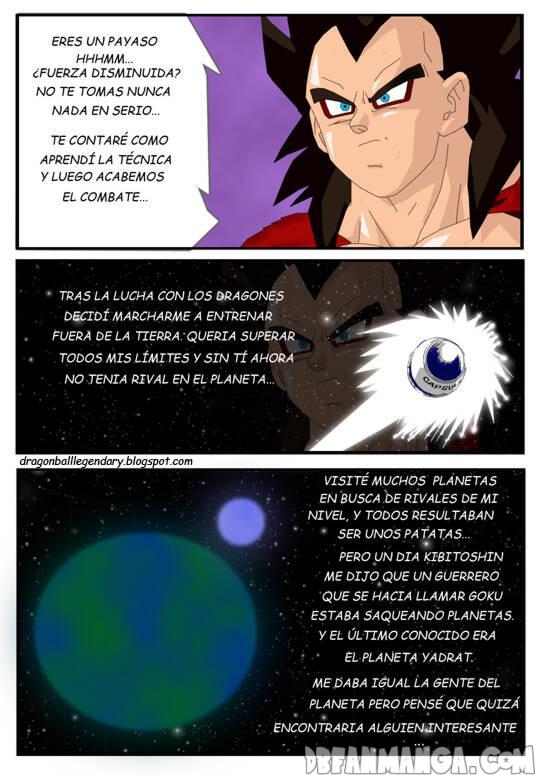 ERES UN PAYASO
HHHMM...
¿FUERZA DISMINUIDA?
NO TE TOMAS NUNCA
NADA EN SERIO...
TE CONTARÉ COMO
APRENDÍ LA TÉCNICA
Y LUEGO ACABEMOS
EL COMBATE...
TRAS LA LUCHA CON LOS DRAGONES
DECIDÍ MARCHARME A ENTRENAR
FUERA DE LA TIERRA. QUERIA SUPERAR
TODOS MIS LÍMITES Y SIN TÍ AHORA
NO TENIA RIVAL EN EL PLANETA...
CAPSUL
dragonballlegendary.blogspot.com
VISITÉ MUCHOS PLANETAS
EN BUSCA DE RIVALES DE MI
NIVEL, Y TODOS RESULTABAN
SER UNOS PATATAS...
PERO UN DIA KIBITOSHIN
ME DIJO QUE UN GUERRERO
QUE SE HACIA LLAMAR GOKU
ESTABA SAQUEANDO PLANETAS.
Y EL ÚLTIMO CONOCIDO ERA
EL PLANETA YADRAT.
ME DABA IGUAL LA GENTE DEL
PLANETA PERO PENSÉ QUE QUIZÁ
ENCONTRARIA ALGUIEN INTERESANTE
...
DBFANMANGA.COM